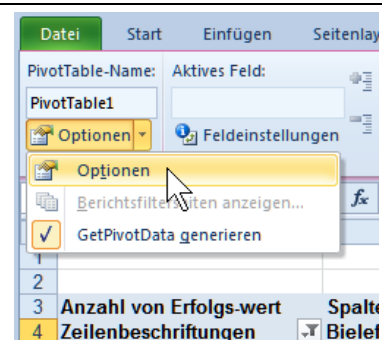 Datei Start Einfügen Seitenlay
PivotTable-Name: Aktives Feld:
PivotTable1
Optionen Feldeinstellungen
Optionen
Berichtsfilterseiten anzeigen...
fx
GetPivotData generieren
1
2
3 Anzahl von Erfolgs-wert Spalte
4 Zeilenbeschriftungen Bielef